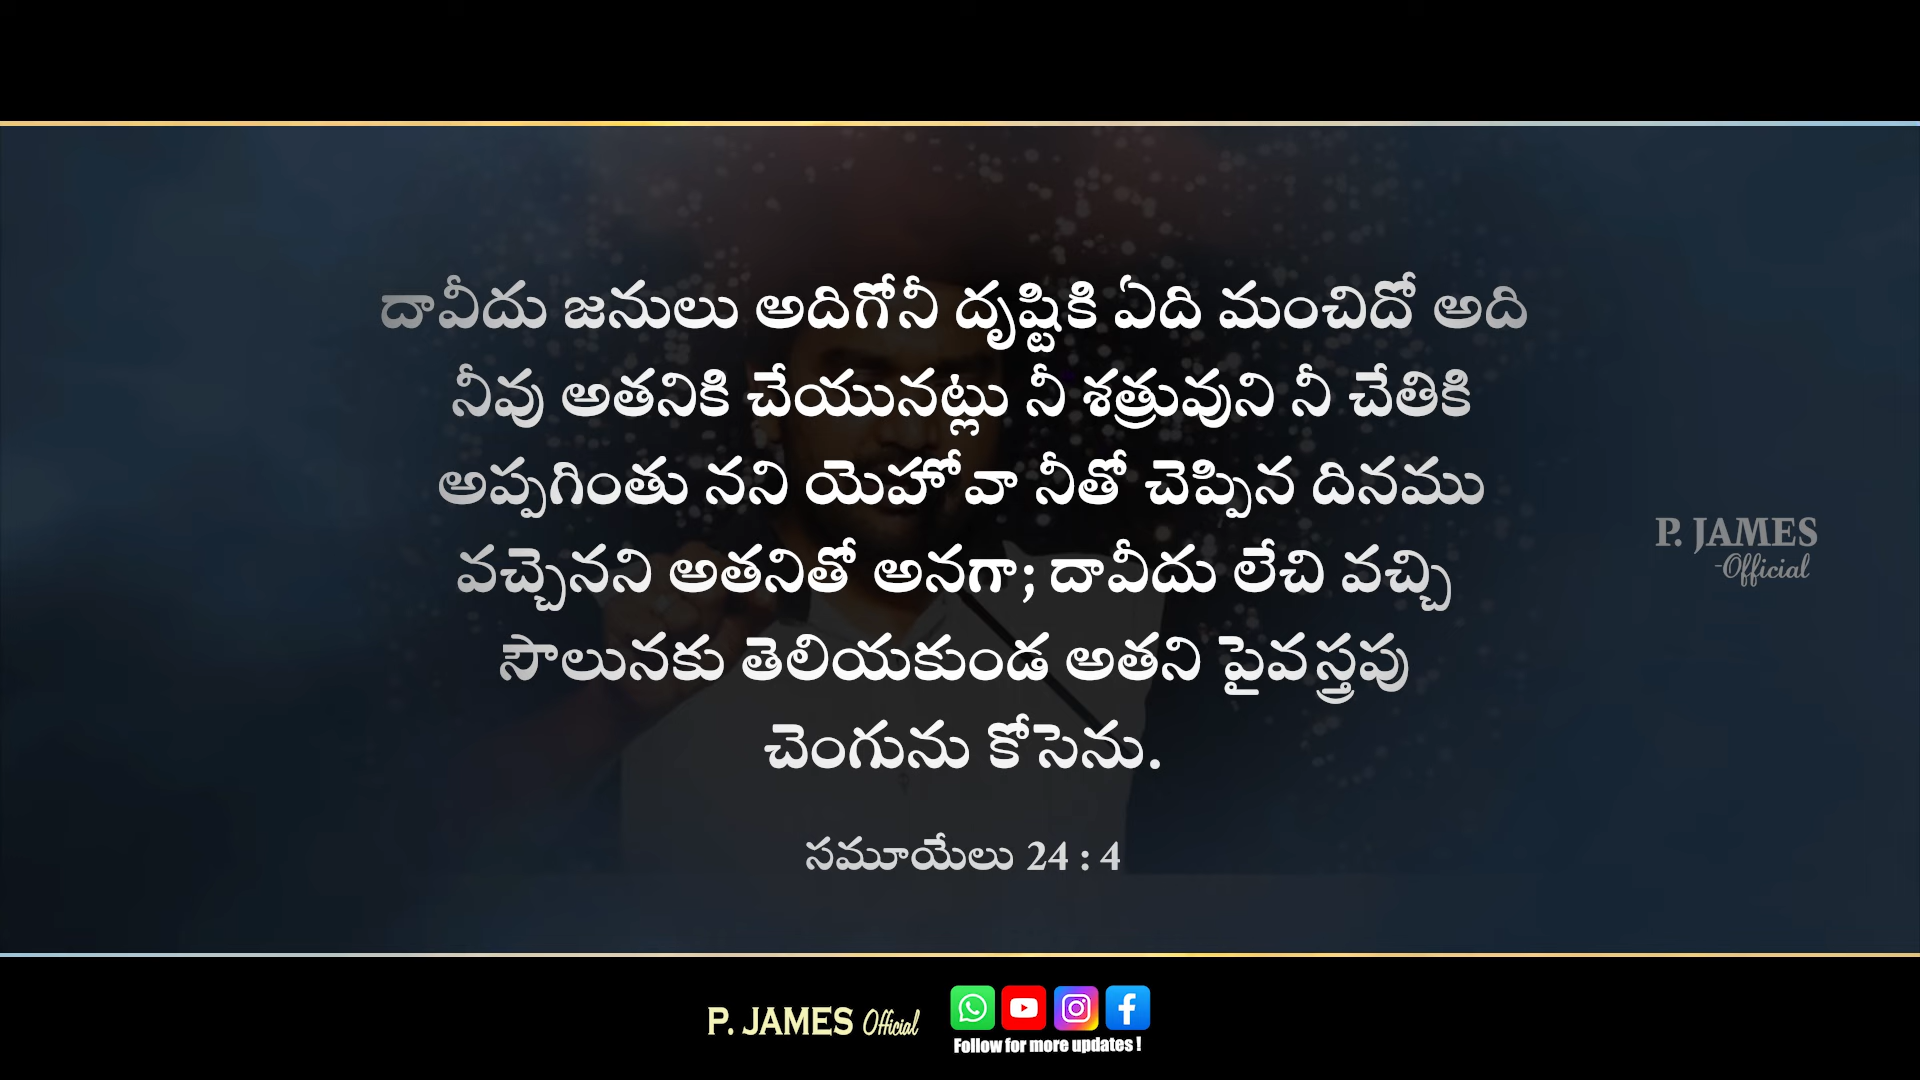 దావీదు జనులు అదిగోనీ దృష్టికి ఏది మంచిదో అది
నీవు అతనికి చేయునట్లు నీ శత్రువుని నీ చేతికి
అప్పగింతు నని యెహోవా నీతో చెప్పిన దినము
వచ్చెనని అతనితో అనగా; దావీదు లేచి వచ్చి
సౌలునకు తెలియకుండ అతని పైవస్త్రపు
చెంగును కోసెను.
సమూయేలు 24 : 4
P. JAMES
-Official
P. JAMES Official
Follow for more updates !